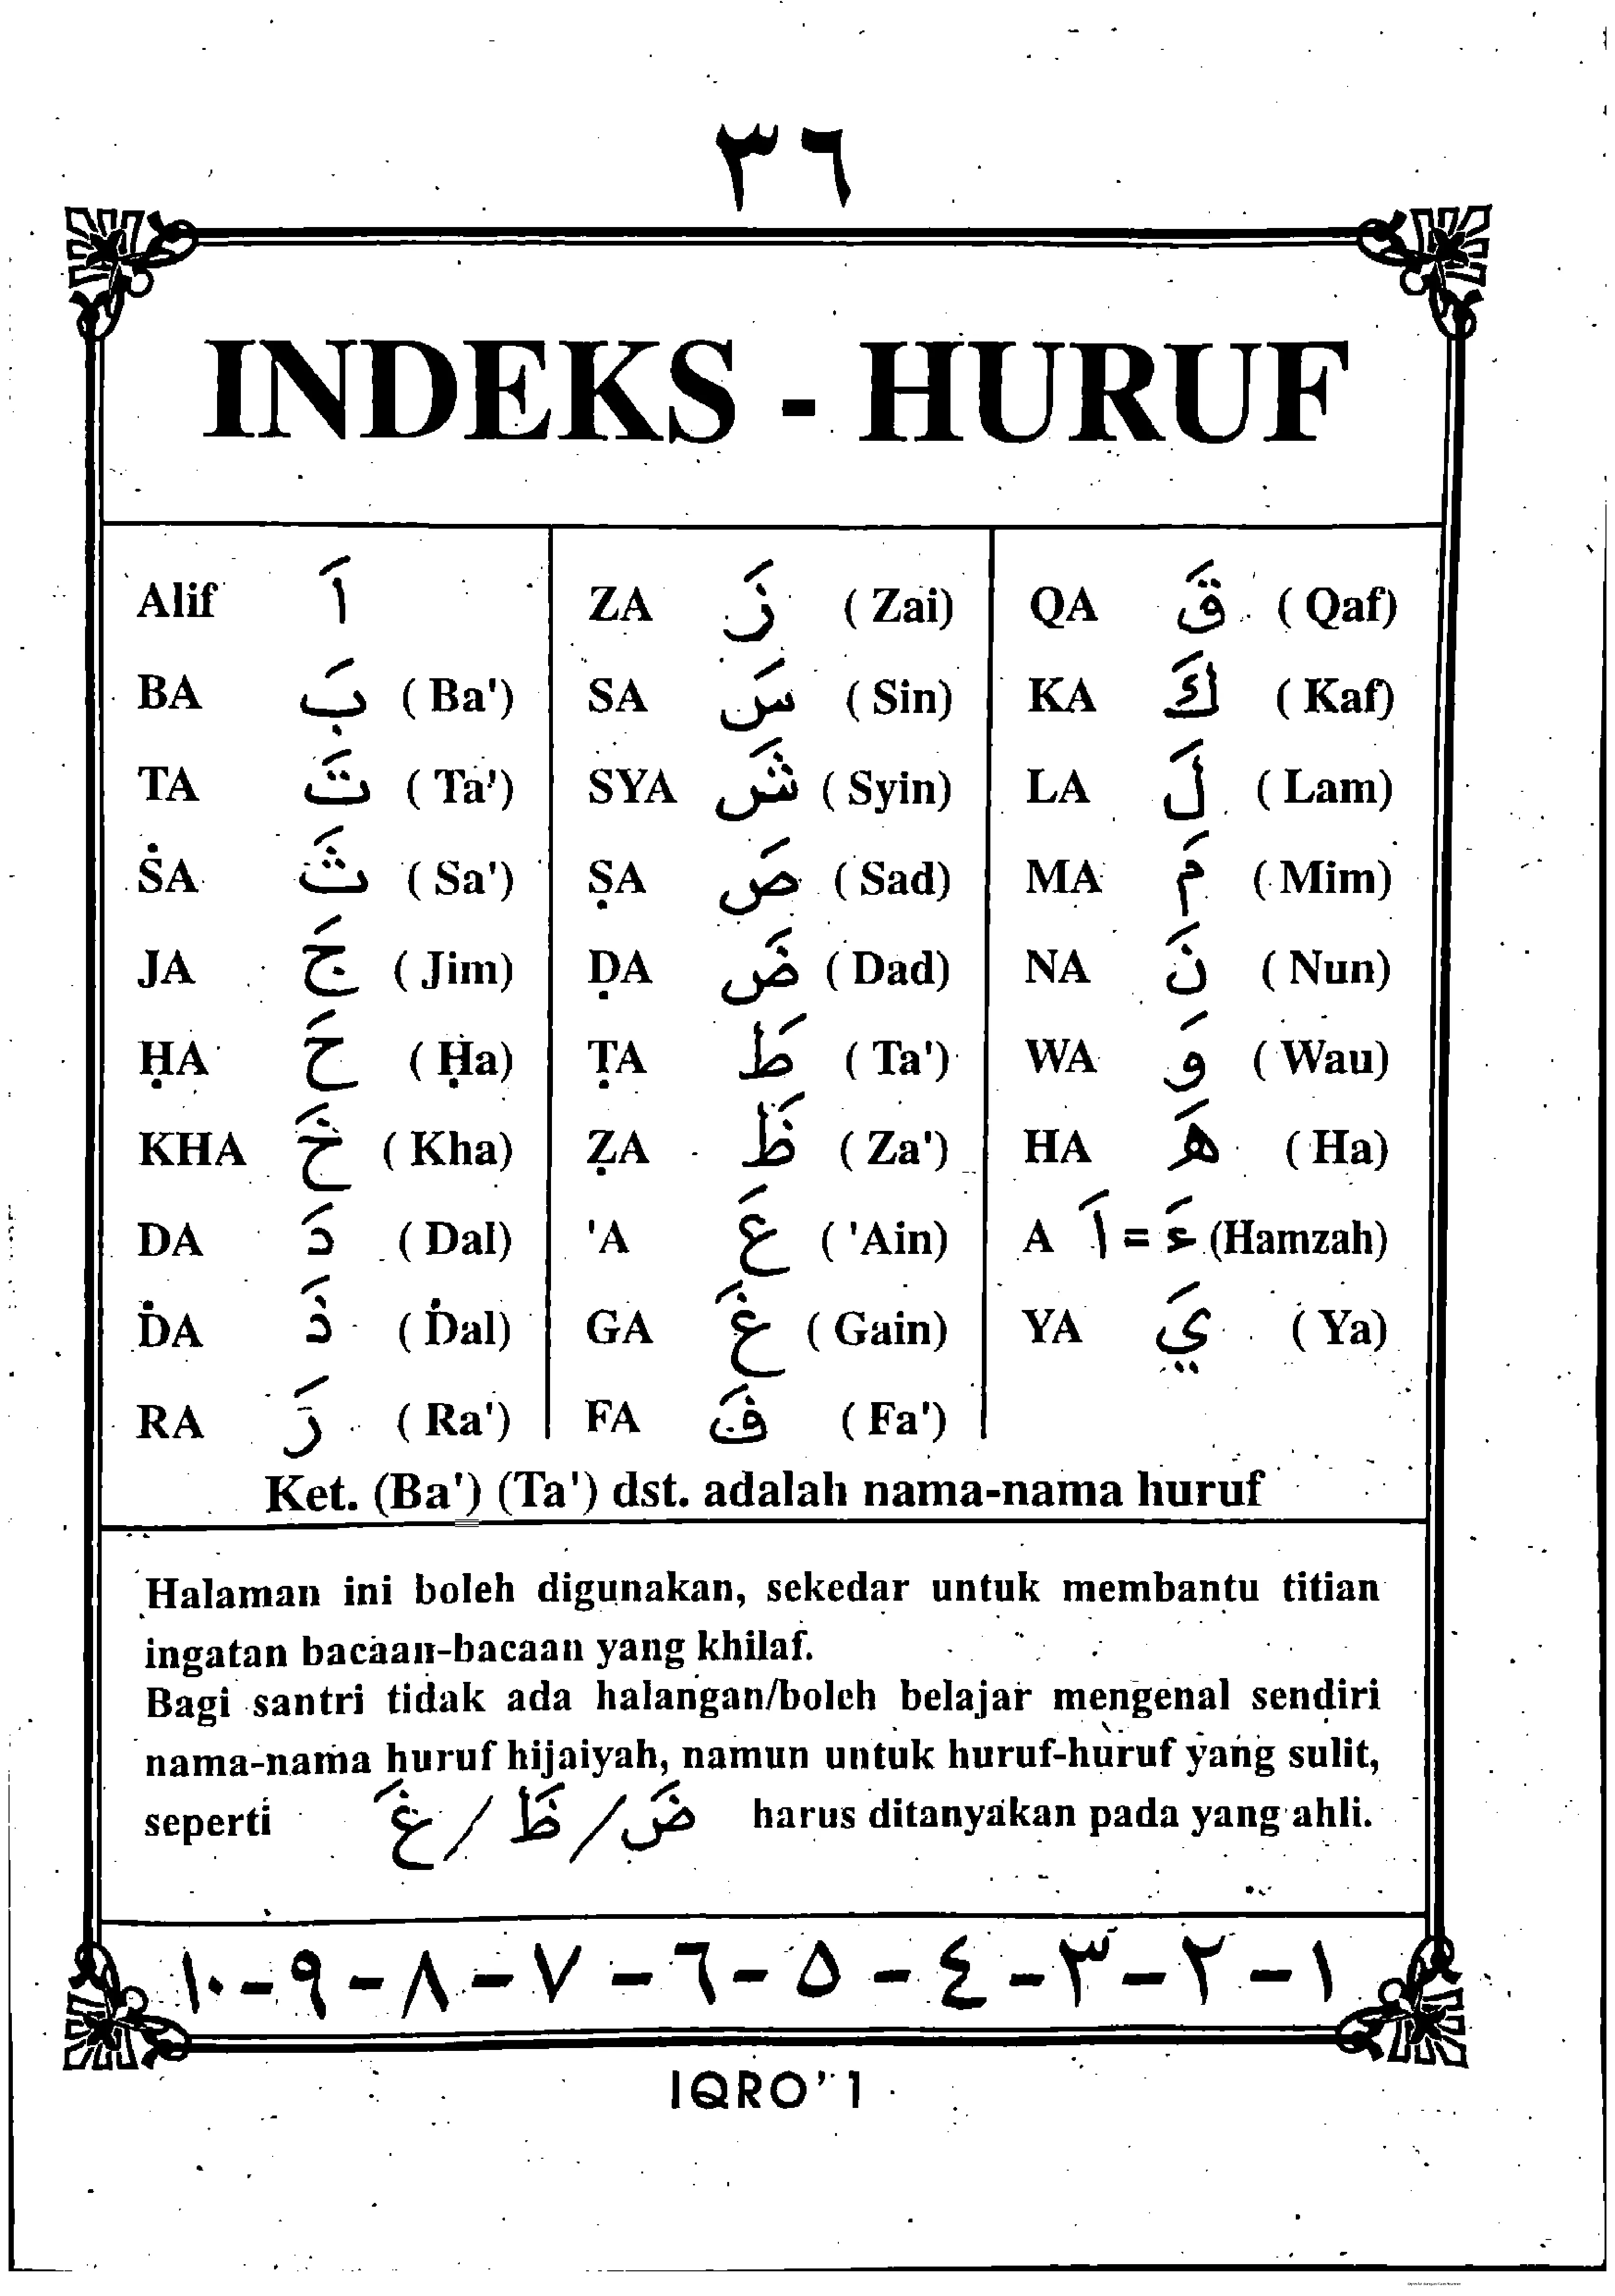 ٣٦
INDEKS - HURUF
Alif اَ
BA بَ ( Ba')
TA تَ ( Ta')
ṠA ثَ ( Sa')
JA جَ ( Jim)
ḤA حَ ( Ḥa)
KHA خَ ( Kha)
DA دَ ( Dal)
ḊA ذَ ( Ḋal)
RA رَ ( Ra')
ZA زَ ( Zai)
SA سَ ( Sin)
SYA شَ ( Syin)
ṢA صَ ( Sad)
ḌA ضَ ( Dad)
ṬA طَ ( Ta')
ẒA ظَ ( Za')
'A عَ ( 'Ain)
GA غَ ( Gain)
FA فَ ( Fa')
QA قَ ( Qaf)
KA كَ ( Kaf)
LA لَ ( Lam)
MA مَ ( Mim)
NA نَ ( Nun)
WA وَ ( Wau)
HA هَ ( Ha)
A اَ = ءَ (Hamzah)
YA يَ ( Ya)
Ket. (Ba') (Ta') dst. adalah nama-nama huruf
Halaman ini boleh digunakan, sekedar untuk membantu titian
ingatan bacaan-bacaan yang khilaf.
Bagi santri tidak ada halangan/boleh belajar mengenal sendiri
nama-nama huruf hijaiyah, namun untuk huruf-huruf yang sulit,
seperti ضَ / ظَ / غَ harus ditanyakan pada yang ahli.
١ - ٢ - ٣ - ٤ - ٥ - ٦ - ٧ - ٨ - ٩ - ١٠
IQRO' 1